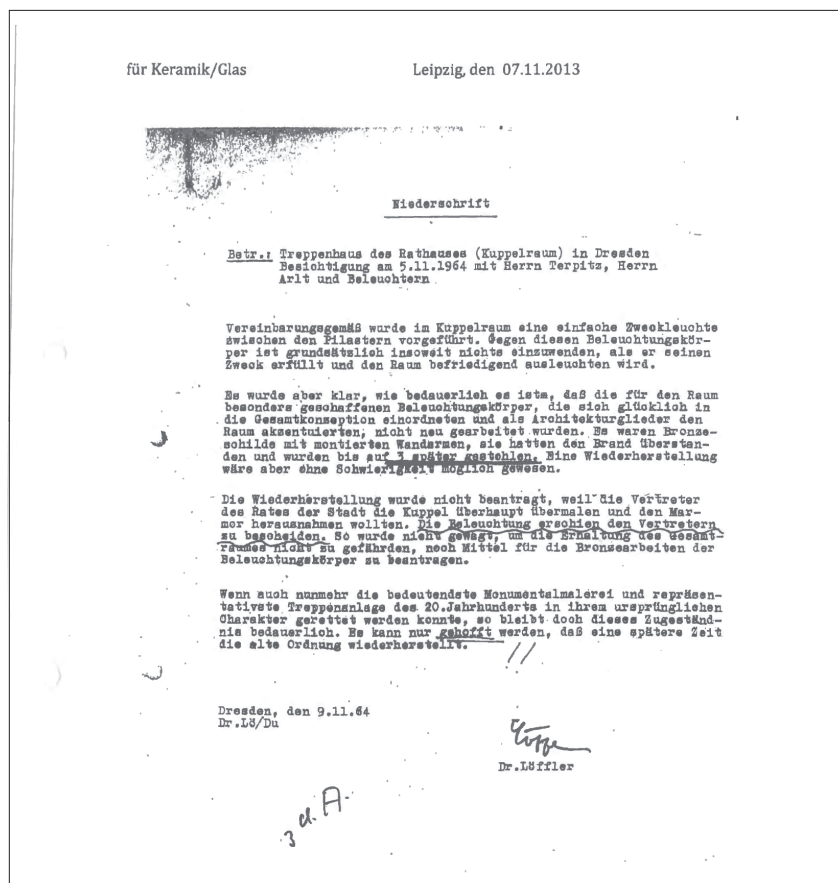 für Keramik/Glas Leipzig, den 07.11.2013
Niederschrift
Betr.: Treppenhaus des Rathauses (Kuppelraum) in Dresden
Besichtigung am 5.11.1964 mit Herrn Terpitz, Herrn
Arlt und Beleuchtern
Vereinbarungsgemäß wurde im Kuppelraum eine einfache Zweckleuchte
zwischen den Pilastern vorgeführt. Gegen diesen Beleuchtungskör-
per ist grundsätzlich insoweit nichts einzuwenden, als er seinen
Zweck erfüllt und den Raum befriedigend ausleuchten wird.
Es wurde aber klar, wie bedauerlich es ists, daß die für den Raum
besonders geschaffenen Beleuchtungskörper, die sich glücklich in
die Gesamtkonzeption einordneten und als Architekturglieder den
Raum akzentuierten, nicht neu gearbeitet wurden. Es waren Bronze-
schilde mit montierten Wandarmen, sie hatten den Brand überstan-
den und wurden bis auf 3 später gestohlen. Eine Wiederherstellung
wäre aber ohne Schwierigkeit möglich gewesen.
Die Wiederherstellung wurde nicht beantragt, weil die Vertreter
des Rates der Stadt die Kuppel überhaupt übermalen und den Mar-
mor herausnahmen wollten. Die Beleuchtung erschien den Vertretern
zu bescheiden. So wurde nicht gewagt, um die Erhaltung des Gesamt-
raumes nicht zu gefährden, noch Mittel für die Bronzearbeiten der
Beleuchtungskörper zu beantragen.
Wenn auch nunmehr die bedeutendste Monumentalmalerei und repräsen-
tativste Treppenanlage des 20.Jahrhunderts in ihrem ursprünglichen
Charakter gerettet werden konnte, so bleibt doch dieses Zugeständ-
nis bedauerlich. Es kann nur gehofft werden, daß eine spätere Zeit
die alte Ordnung wiederherstellt. !!
Dresden, den 9.11.64
Dr.Lö/Du
Dr.Löffler
z d. A.